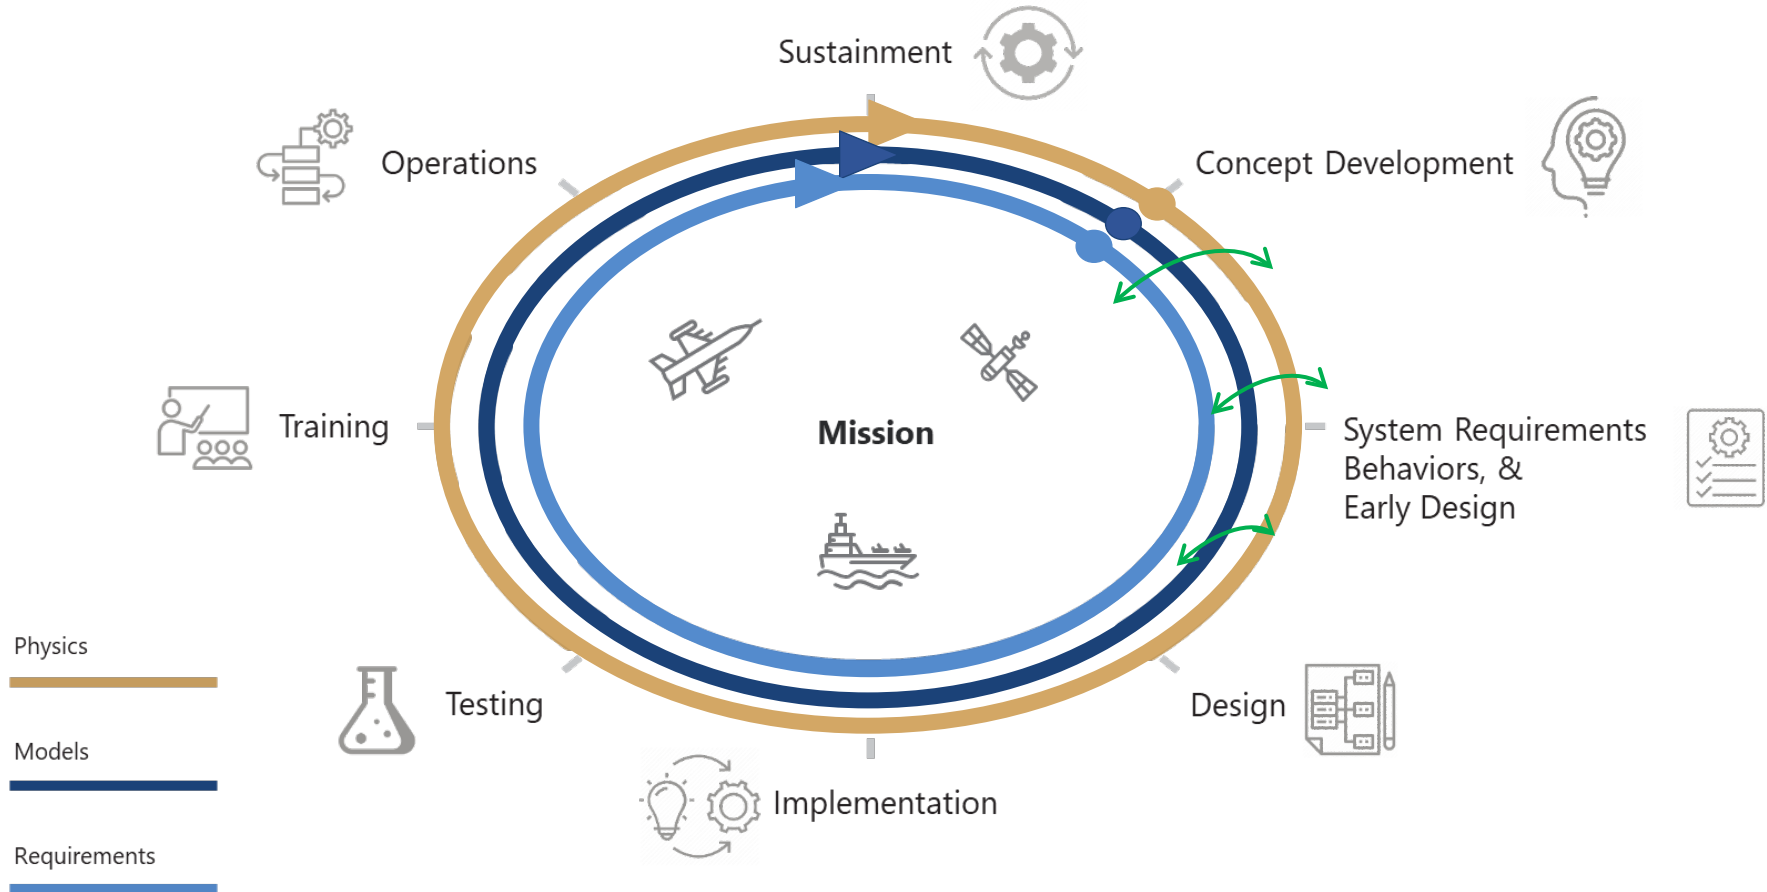 Sustainment
Concept Development
Operations
Training
Mission
System Requirements
Behaviors, &
Early Design
Physics
Testing
Design
Models
Implementation
Requirements